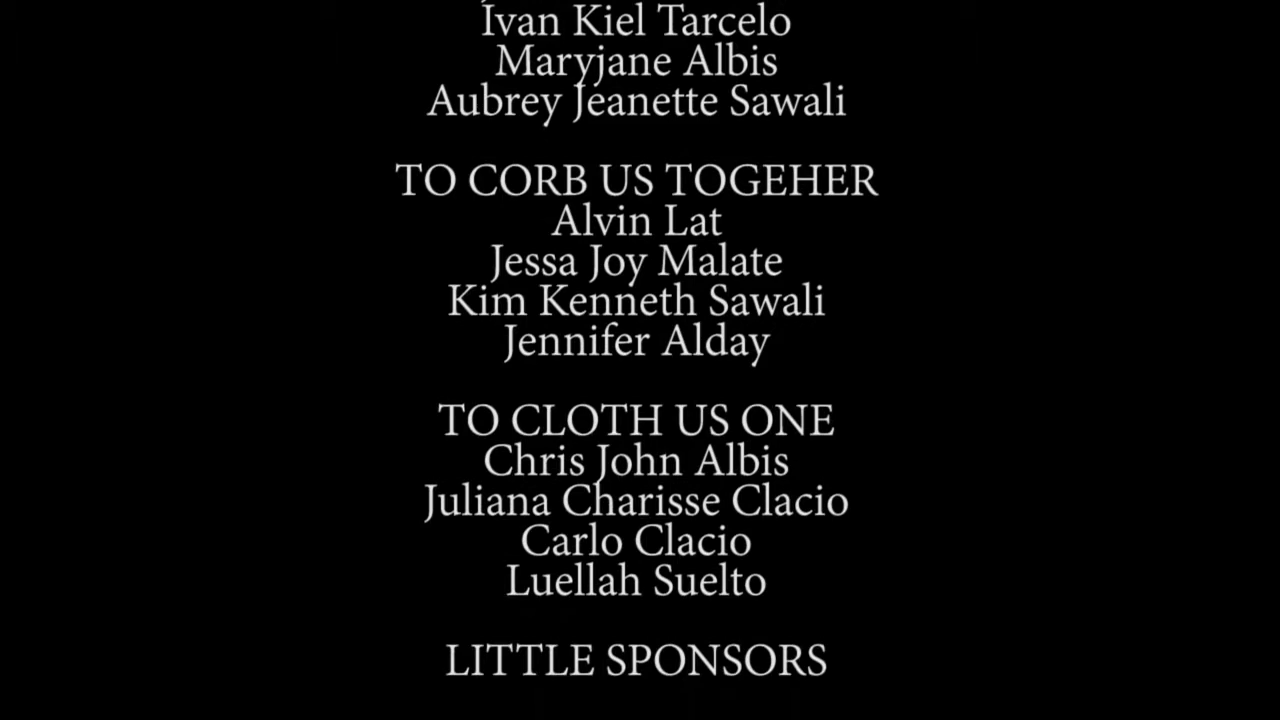 Ivan Kiel Tarcelo
Maryjane Albis
Aubrey Jeanette Sawali
TO CORB US TOGEHER
Alvin Lat
Jessa Joy Malate
Kim Kenneth Sawali
Jennifer Alday
TO CLOTH US ONE
Chris John Albis
Juliana Charisse Clacio
Carlo Clacio
Luellah Suelto
LITTLE SPONSORS